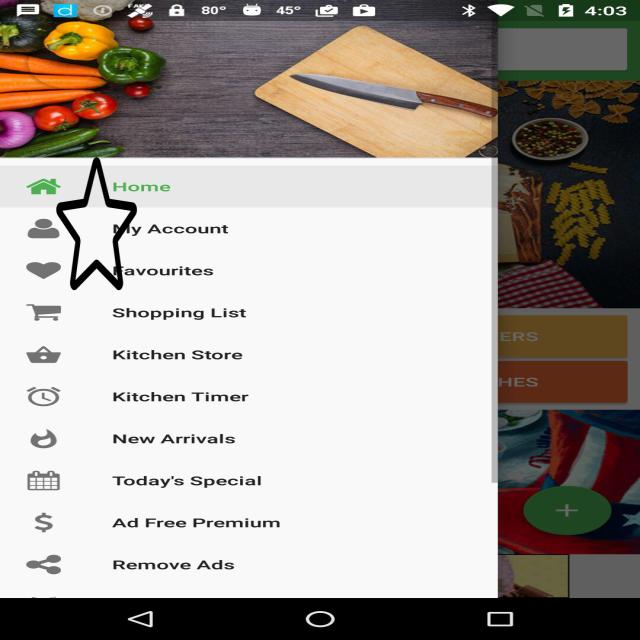 80° 45° 4:03
Home
My Account
Favourites
Shopping List
Kitchen Store
Kitchen Timer
New Arrivals
Today's Special
Ad Free Premium
Remove Ads
ERS
HES